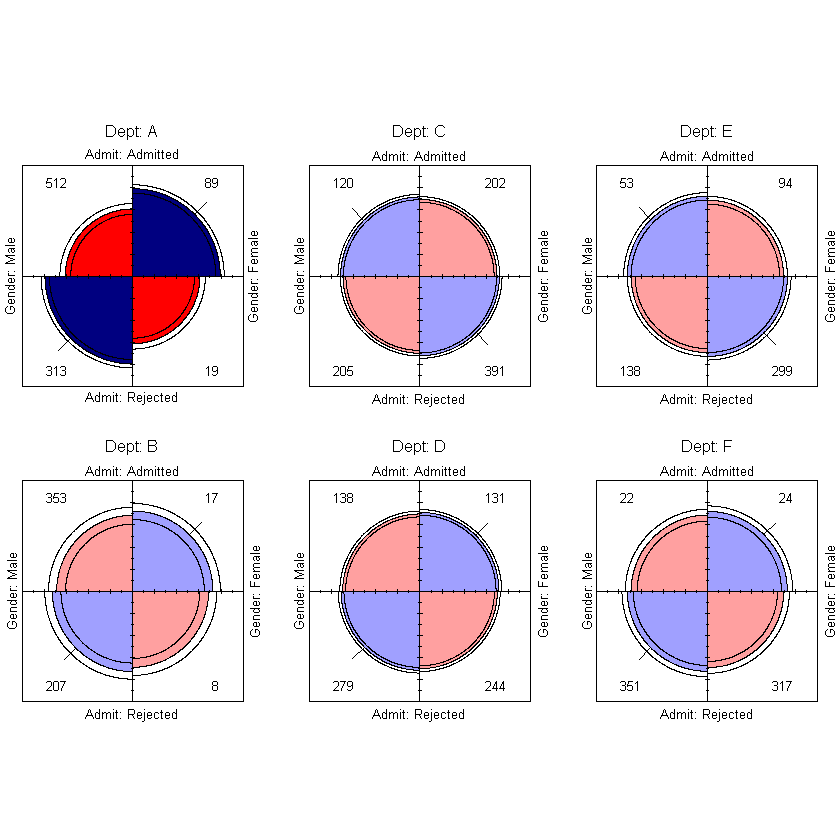 Dept: A
Admit: Admitted
512 89
Gender: Male
Gender: Female
313 19
Admit: Rejected
Dept: C
Admit: Admitted
120 202
Gender: Male
Gender: Female
205 391
Admit: Rejected
Dept: E
Admit: Admitted
53 94
Gender: Male
Gender: Female
138 299
Admit: Rejected
Dept: B
Admit: Admitted
353 17
Gender: Male
Gender: Female
207 8
Admit: Rejected
Dept: D
Admit: Admitted
138 131
Gender: Male
Gender: Female
279 244
Admit: Rejected
Dept: F
Admit: Admitted
22 24
Gender: Male
Gender: Female
351 317
Admit: Rejected